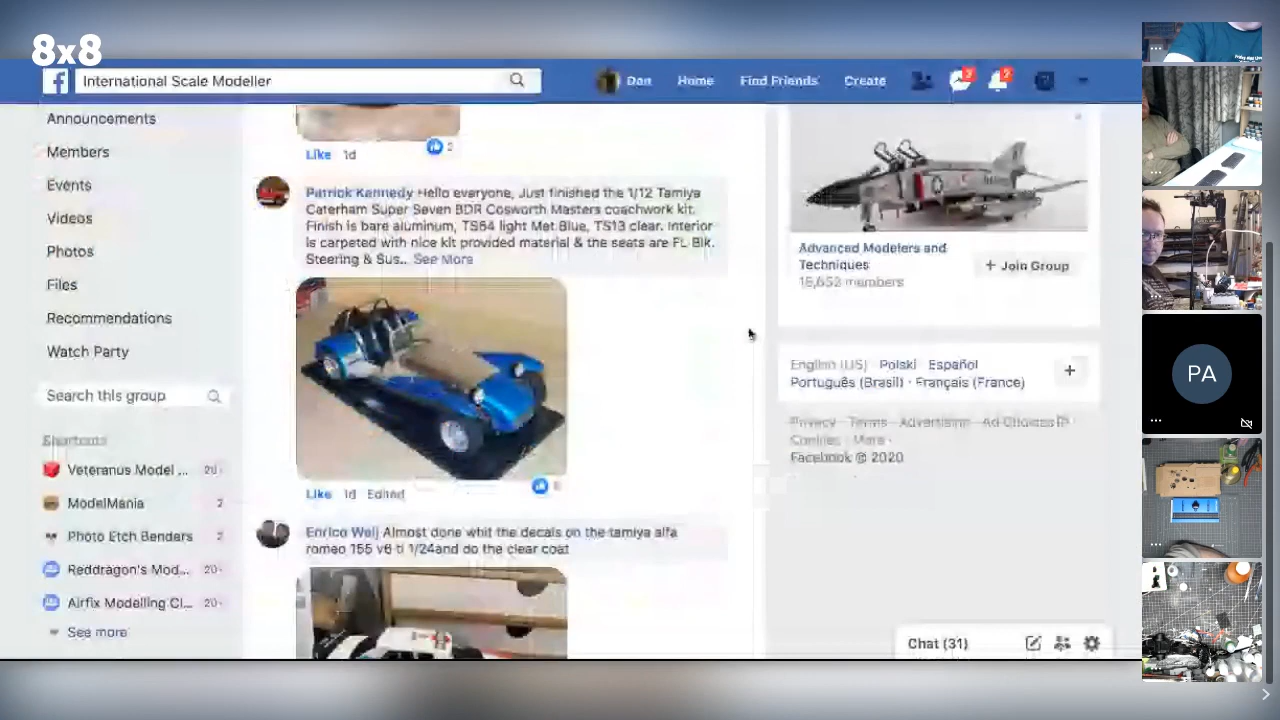 8x8
International Scale Modeller
Dan
Home
Find Friends
Create
Announcements
Members
Events
Videos
Photos
Files
Recommendations
Watch Party
Search this group
Shortcuts
Veteranus Model ... 20+
ModelMania 2
Photo Etch Benders 2
Reddragon's Mod... 20+
Airfix Modelling Cl... 20+
See more
Like 1d 2
Patrick Kennedy Hello everyone, Just finished the 1/12 Tamiya
Caterham Super Seven BDR Cosworth Masters coachwork kit.
Finish is bare aluminum, TS64 light Met Blue, TS13 clear. Interior
is carpeted with nice kit provided material & the seats are FL Blk.
Steering & Sus... See More
Like 1d Edited
Enrico Weij Almost done whit the decals on the tamiya alfa
romeo 155 v6 ti 1/24and do the clear coat
Advanced Modelers and
Techniques
members
+ Join Group
English (US) · Polski · Español
Português (Brasil) · Français (France)
+
Privacy · Terms · Advertising · Ad Choices
Cookies · More ·
Facebook © 2020
Chat (31)
PA